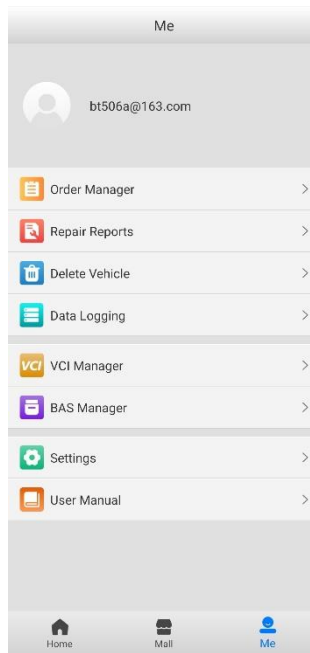 Me
bt506a@163.com
Order Manager
Repair Reports
Delete Vehicle
Data Logging
VCI VCI Manager
BAS Manager
Settings
User Manual
Home Mall Me